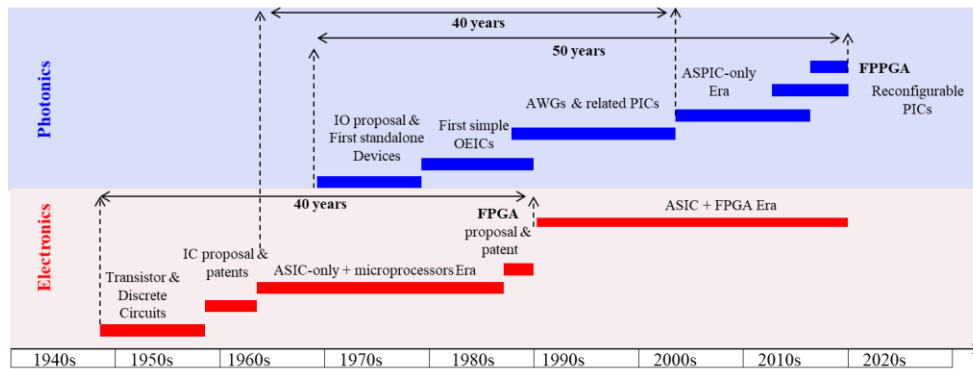 40 years
50 years
Photonics
FPPGA
ASPIC-only
Era
Reconfigurable
PICs
AWGs & related PICs
IO proposal &
First standalone
Devices
First simple
OEICs
40 years
Electronics
FPGA
proposal &
patent
ASIC + FPGA Era
IC proposal &
patents
ASIC-only + microprocessors Era
Transistor &
Discrete
Circuits
1940s 1950s 1960s 1970s 1980s 1990s 2000s 2010s 2020s